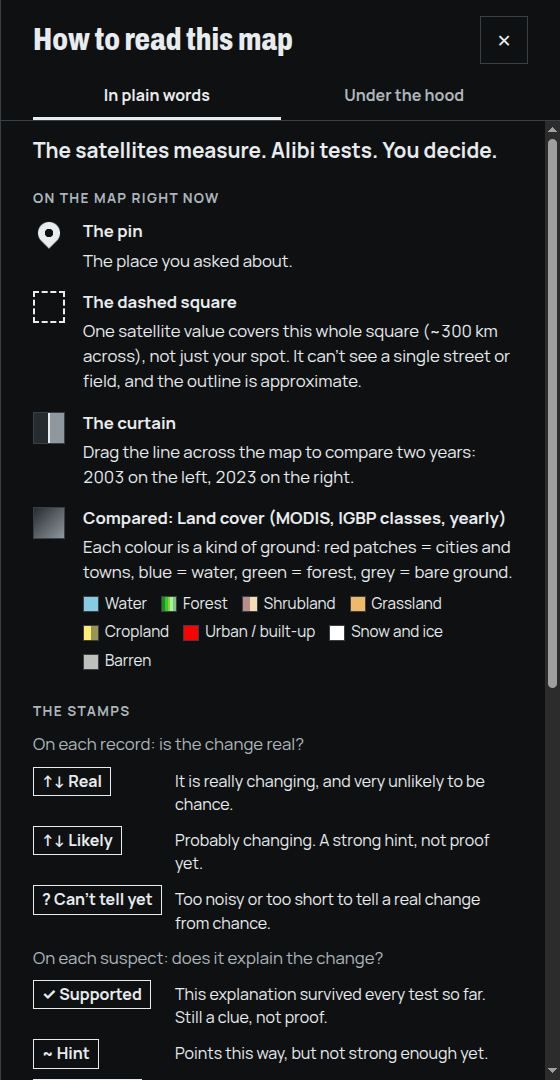 How to read this map
✕
In plain words
Under the hood
The satellites measure. Alibi tests. You decide.
ON THE MAP RIGHT NOW
The pin
The place you asked about.
The dashed square
One satellite value covers this whole square (~300 km
across), not just your spot. It can't see a single street or
field, and the outline is approximate.
The curtain
Drag the line across the map to compare two years:
2003 on the left, 2023 on the right.
Compared: Land cover (MODIS, IGBP classes, yearly)
Each colour is a kind of ground: red patches = cities and
towns, blue = water, green = forest, grey = bare ground.
Water Forest Shrubland Grassland
Cropland Urban / built-up Snow and ice
Barren
THE STAMPS
On each record: is the change real?
↑↓ Real
It is really changing, and very unlikely to be
chance.
↑↓ Likely
Probably changing. A strong hint, not proof
yet.
? Can't tell yet
Too noisy or too short to tell a real change
from chance.
On each suspect: does it explain the change?
✓ Supported
This explanation survived every test so far.
Still a clue, not proof.
~ Hint
Points this way, but not strong enough yet.